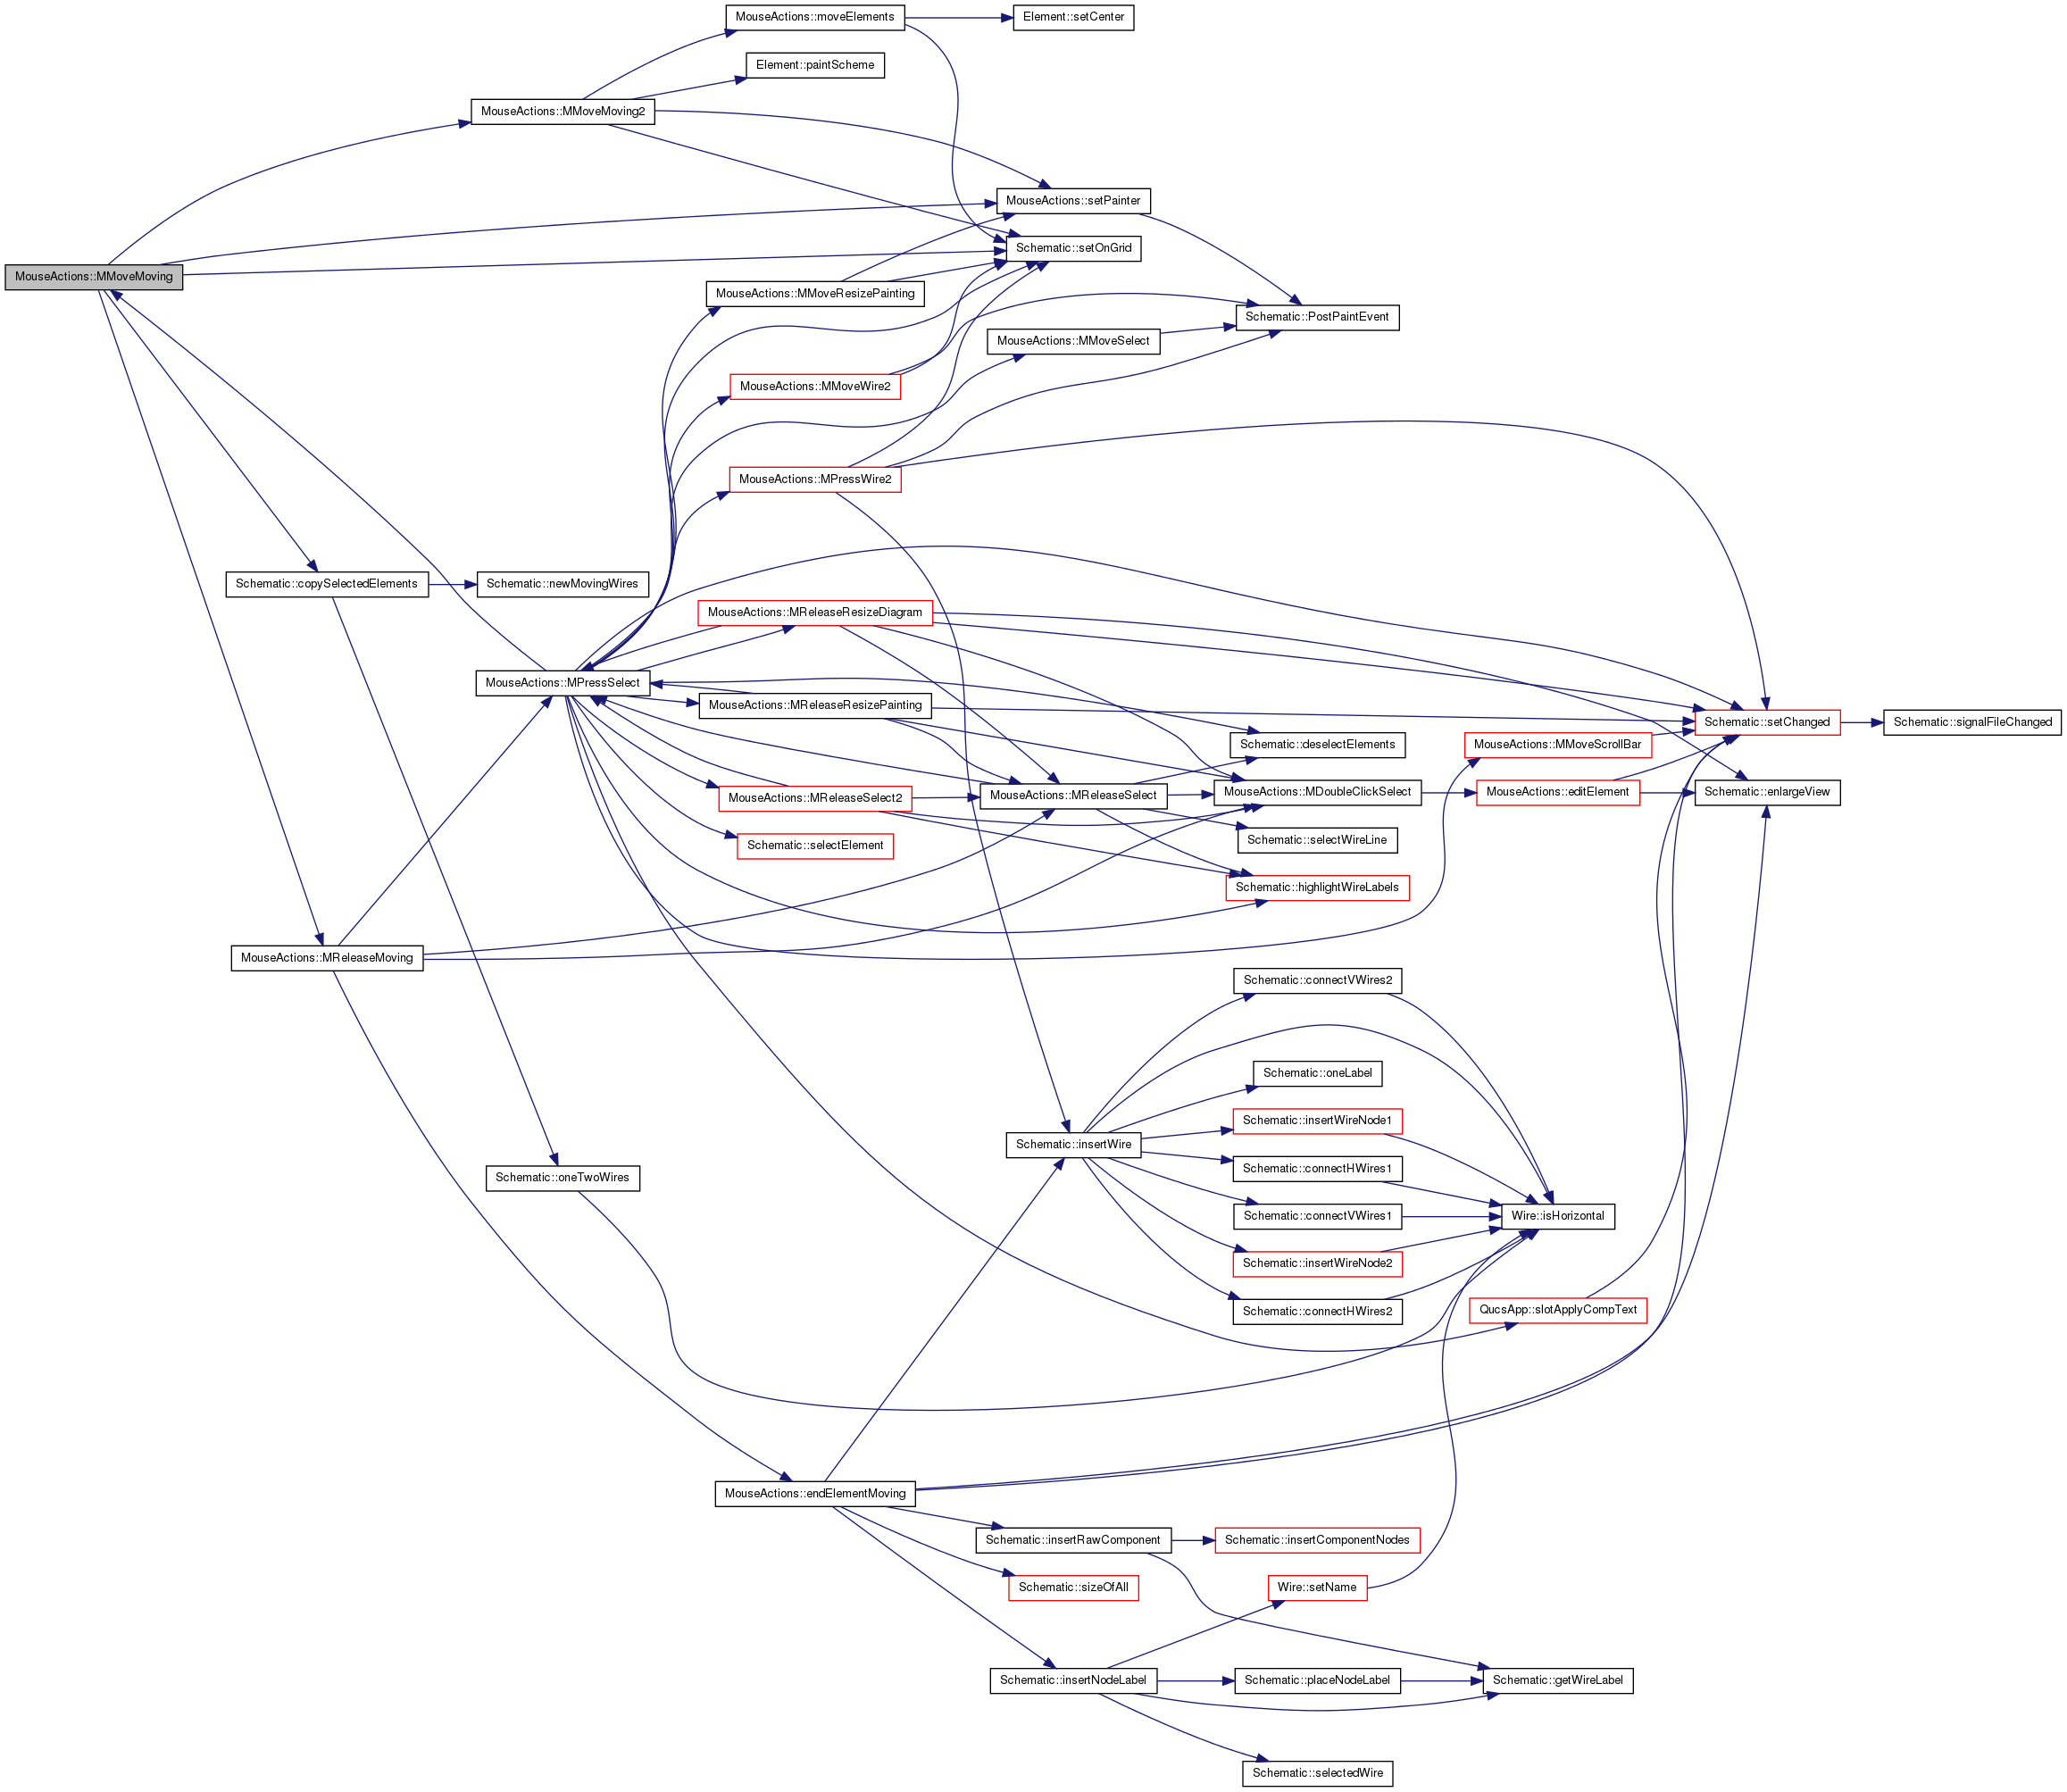 MouseActions::moveElements
Element::setCenter
Element::paintScheme
MouseActions::MMoveMoving2
MouseActions::setPainter
Schematic::setOnGrid
MouseActions::MMoveMoving
MouseActions::MMoveResizePainting
Schematic::PostPaintEvent
MouseActions::MMoveSelect
MouseActions::MMoveWire2
MouseActions::MPressWire2
Schematic::copySelectedElements
Schematic::newMovingWires
MouseActions::MReleaseResizeDiagram
MouseActions::MPressSelect
MouseActions::MReleaseResizePainting
Schematic::setChanged
Schematic::signalFileChanged
Schematic::deselectElements
MouseActions::MMoveScrollBar
MouseActions::MReleaseSelect2
MouseActions::MReleaseSelect
MouseActions::MDoubleClickSelect
MouseActions::editElement
Schematic::enlargeView
Schematic::selectElement
Schematic::selectWireLine
Schematic::highlightWireLabels
MouseActions::MReleaseMoving
Schematic::connectVWires2
Schematic::oneLabel
Schematic::insertWireNode1
Schematic::insertWire
Schematic::connectHWires1
Schematic::oneTwoWires
Schematic::connectVWires1
Wire::isHorizontal
Schematic::insertWireNode2
Schematic::connectHWires2
QucsApp::slotApplyCompText
MouseActions::endElementMoving
Schematic::insertRawComponent
Schematic::insertComponentNodes
Schematic::sizeOfAll
Wire::setName
Schematic::insertNodeLabel
Schematic::placeNodeLabel
Schematic::getWireLabel
Schematic::selectedWire